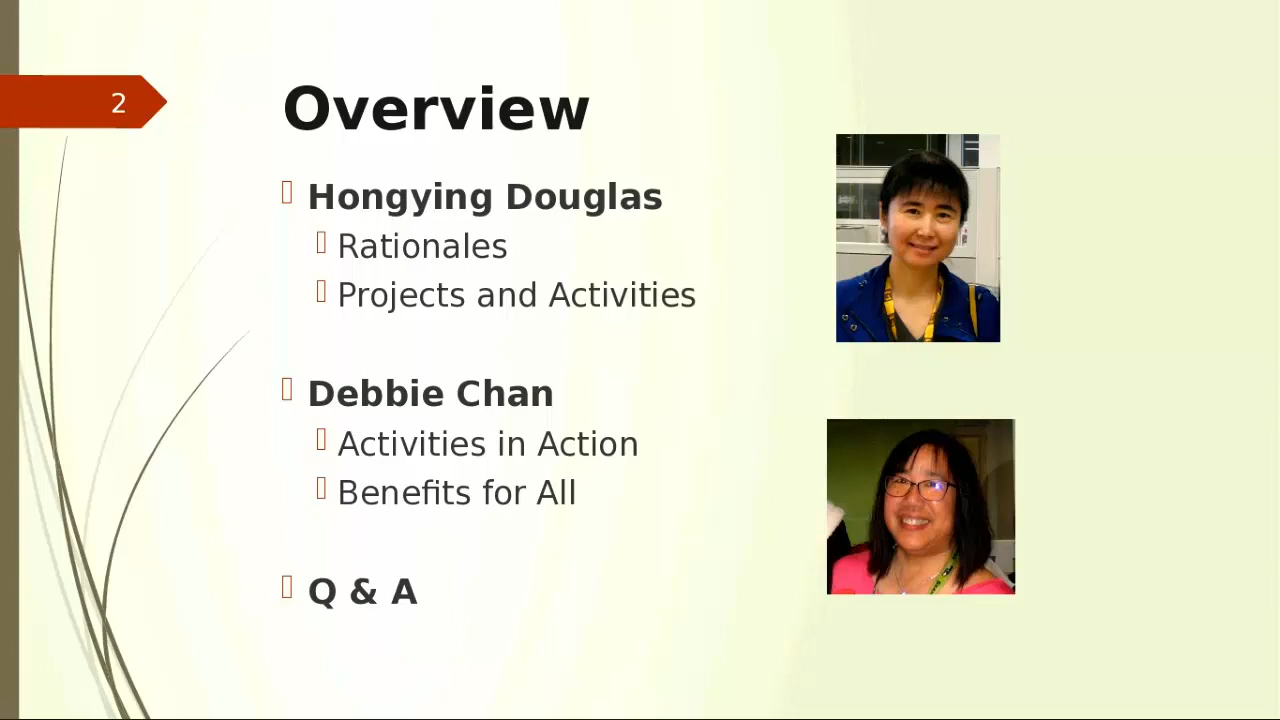 2
Overview
Hongying Douglas
Rationales
Projects and Activities
Debbie Chan
Activities in Action
Benefits for All
Q & A